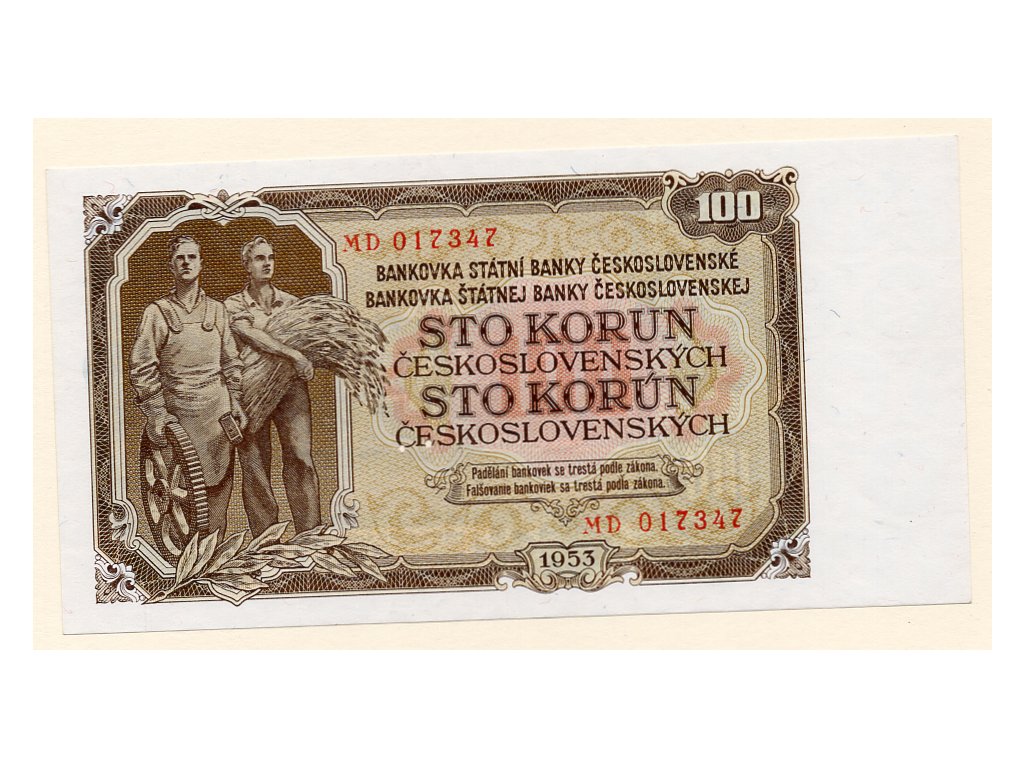 100
MD 017347
BANKOVKA STÁTNÍ BANKY ČESKOSLOVENSKÉ
BANKOVKA ŠTÁTNEJ BANKY ČESKOSLOVENSKEJ
STO KORUN
ČESKOSLOVENSKÝCH
STO KORÚN
ČESKOSLOVENSKÝCH
Padělání bankovek se trestá podle zákona.
Falšovanie bankoviek sa trestá podľa zákona.
MD 017347
1953